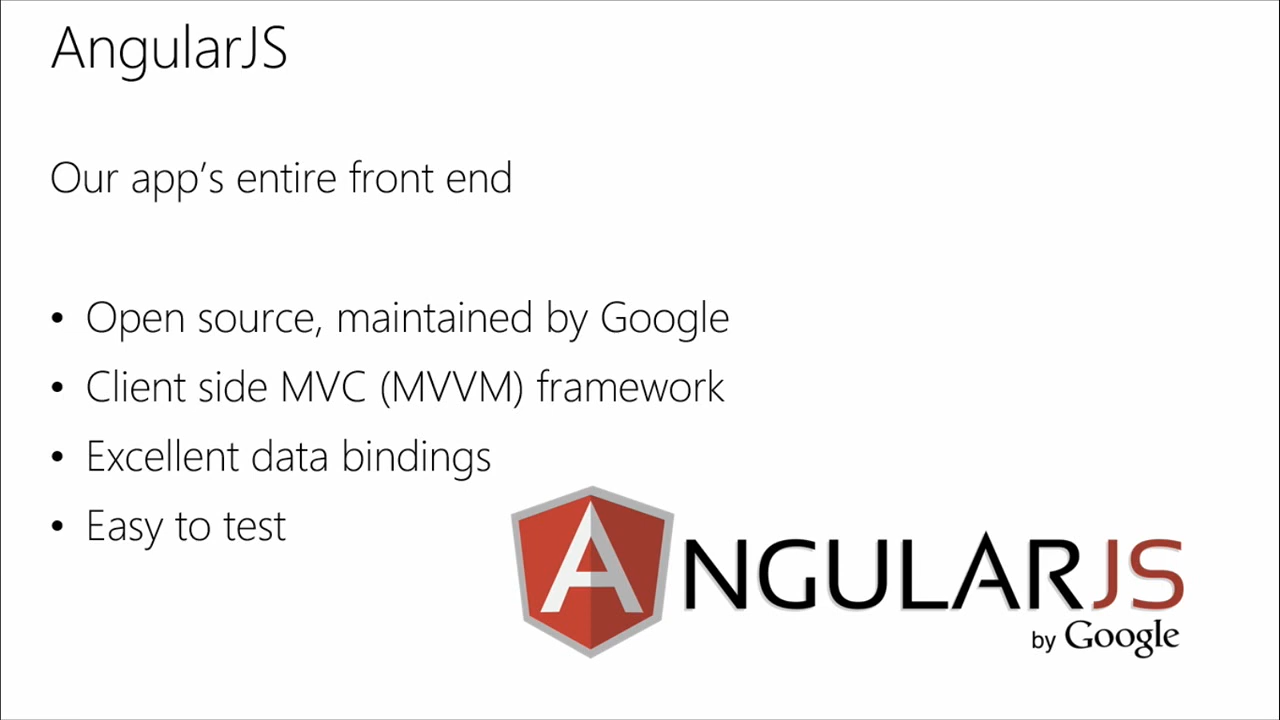 AngularJS
Our app's entire front end
• Open source, maintained by Google
• Client side MVC (MVVM) framework
• Excellent data bindings
• Easy to test
ANGULARJS
by Google